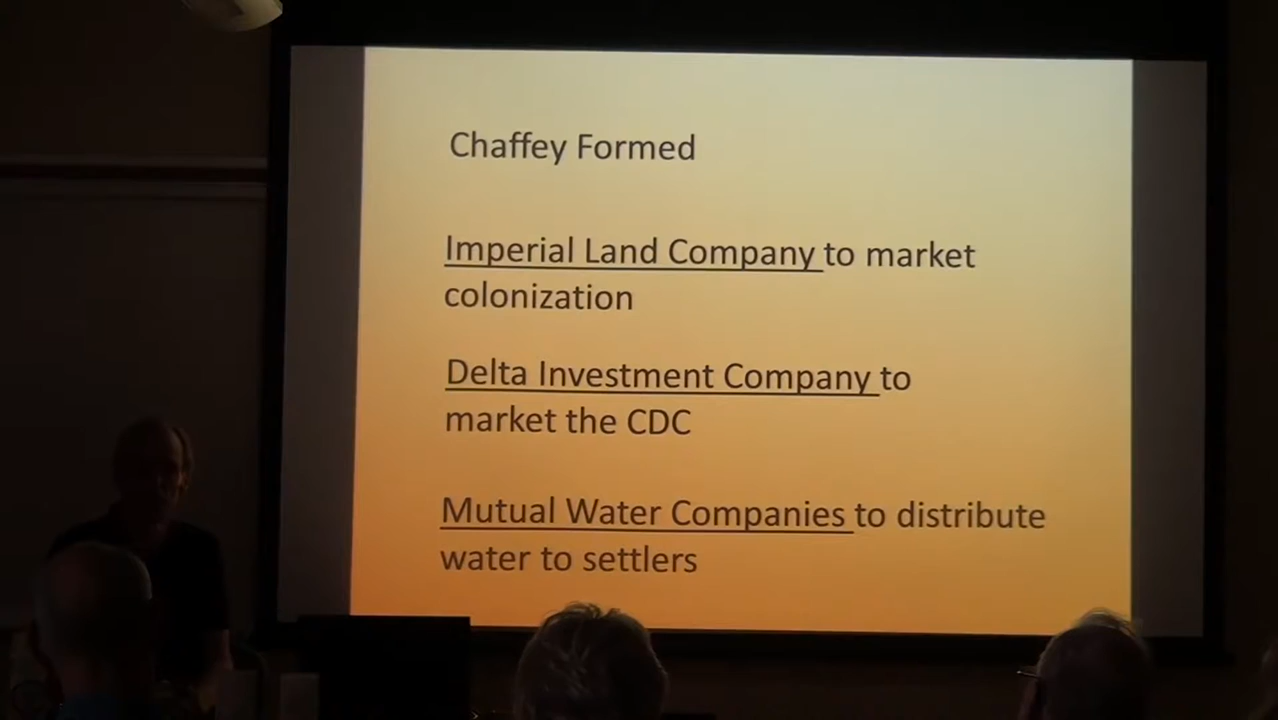 Chaffey Formed
Imperial Land Company to market
colonization
Delta Investment Company to
market the CDC
Mutual Water Companies to distribute
water to settlers